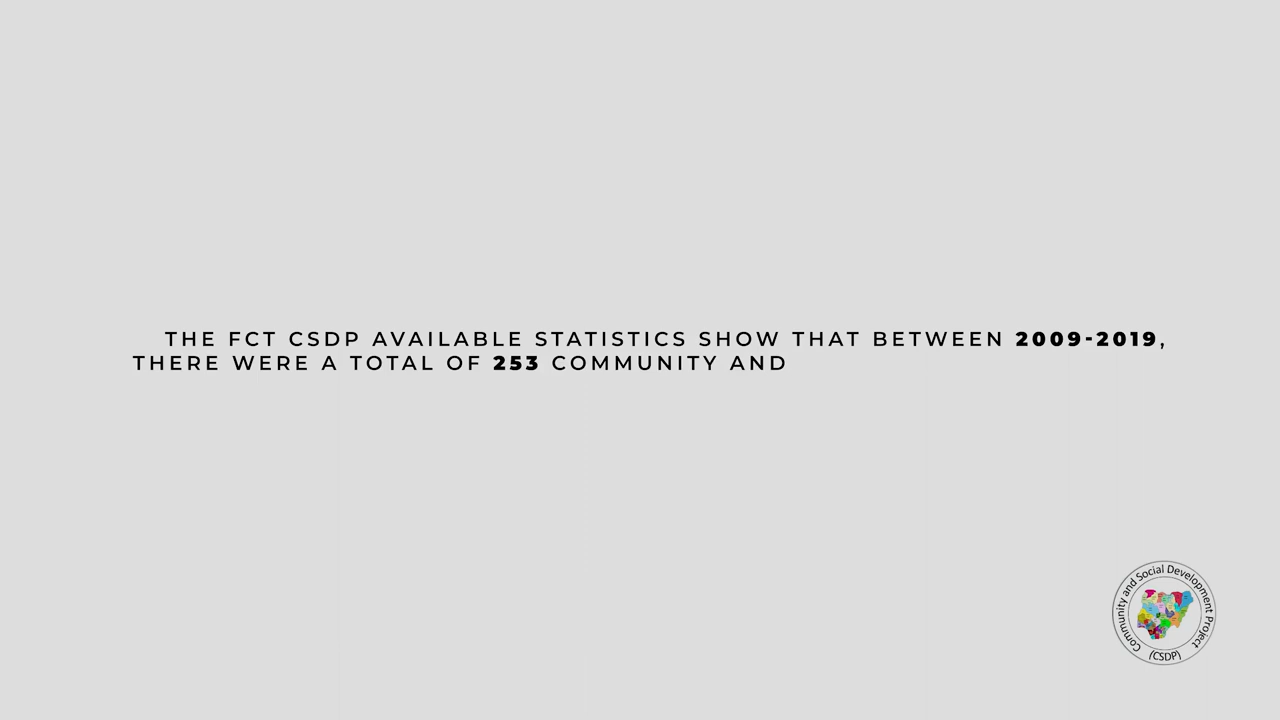 THE FCT CSDP AVAILABLE STATISTICS SHOW THAT BETWEEN 2009-2019,
THERE WERE A TOTAL OF 253 COMMUNITY AND
Community and Social Development Project
(CSDP)